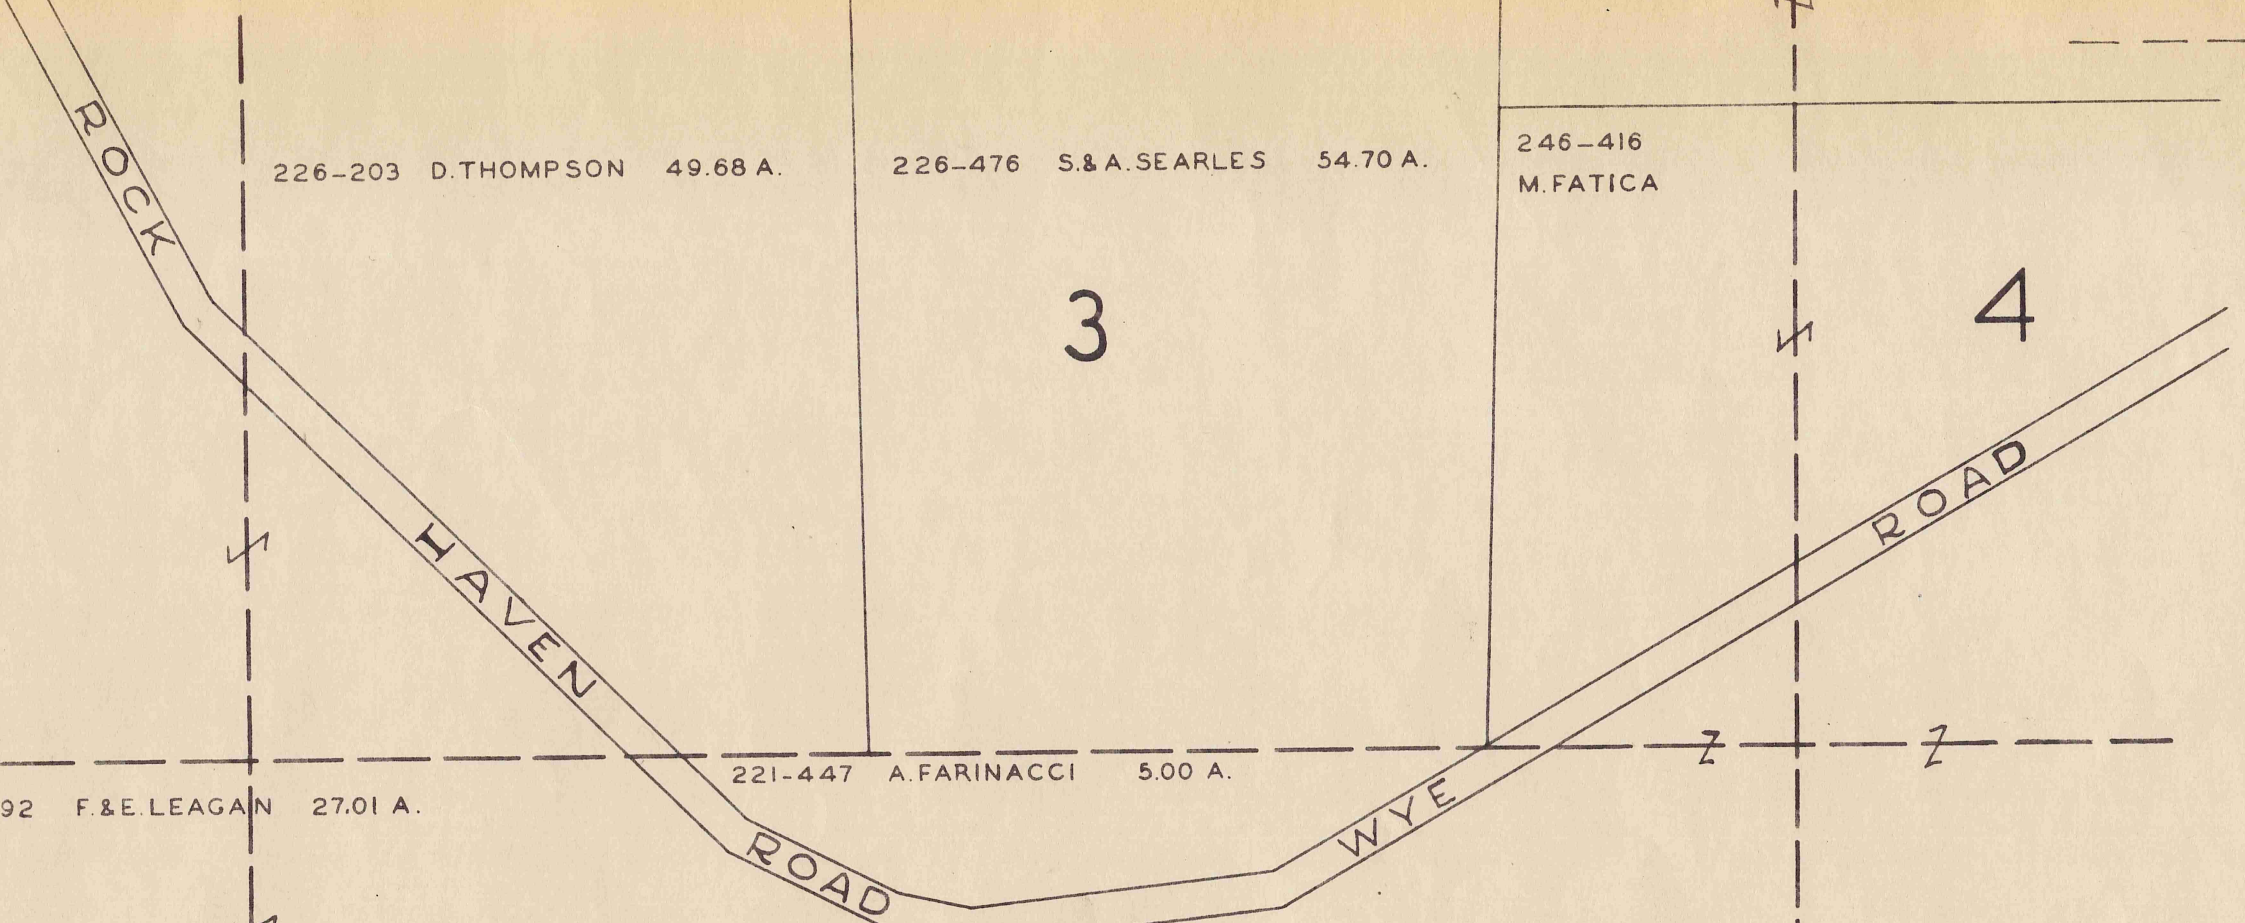 ROCK HAVEN ROAD
226-203 D. THOMPSON 49.68 A.
226-476 S. & A. SEARLES 54.70 A.
246-416
M. FATICA
3
4
WYE ROAD
221-447 A. FARINACCI 5.00 A.
92 F. & E. LEAGAN 27.01 A.